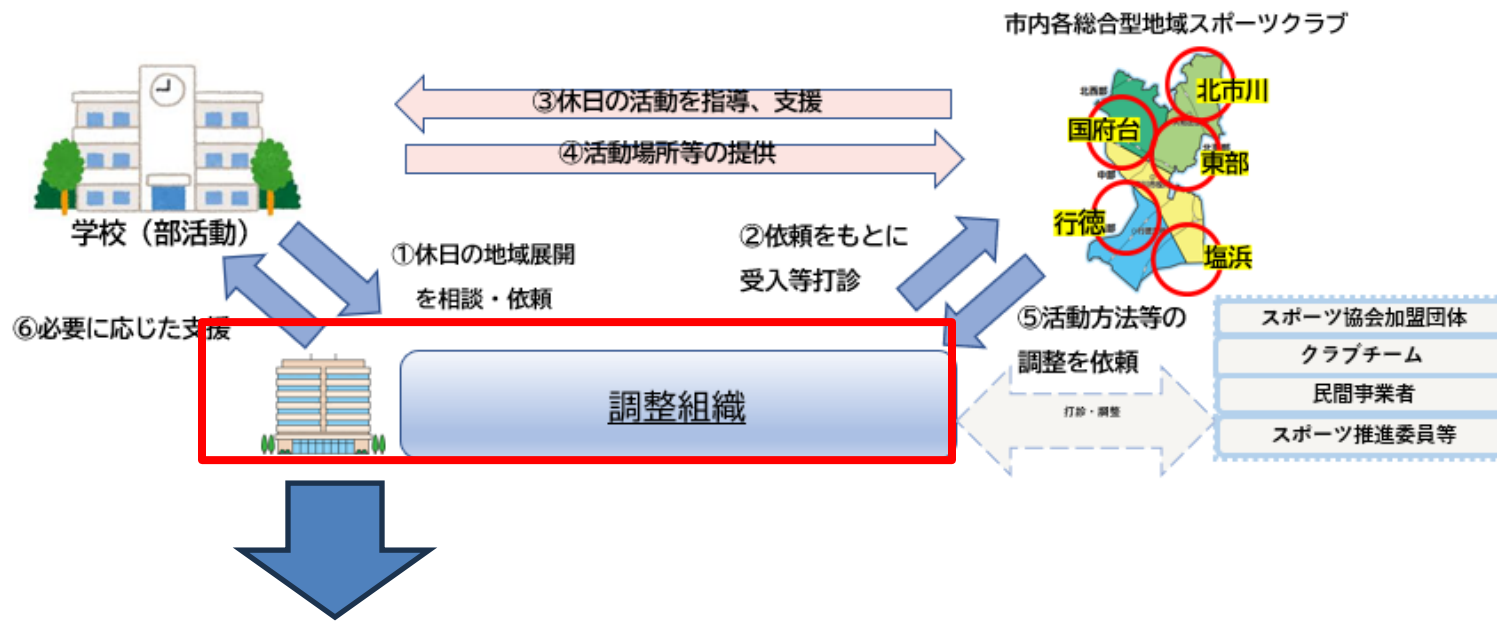 市内各総合型地域スポーツクラブ
③休日の活動を指導、支援
④活動場所等の提供
北市川
国府台
東部
行徳
塩浜
北西部
中部
学校（部活動）
①休日の地域展開
を相談・依頼
②依頼をもとに
受入等打診
⑥必要に応じた支援
⑤活動方法等の
調整を依頼
調整組織
打診・調整
スポーツ協会加盟団体
クラブチーム
民間事業者
スポーツ推進委員等